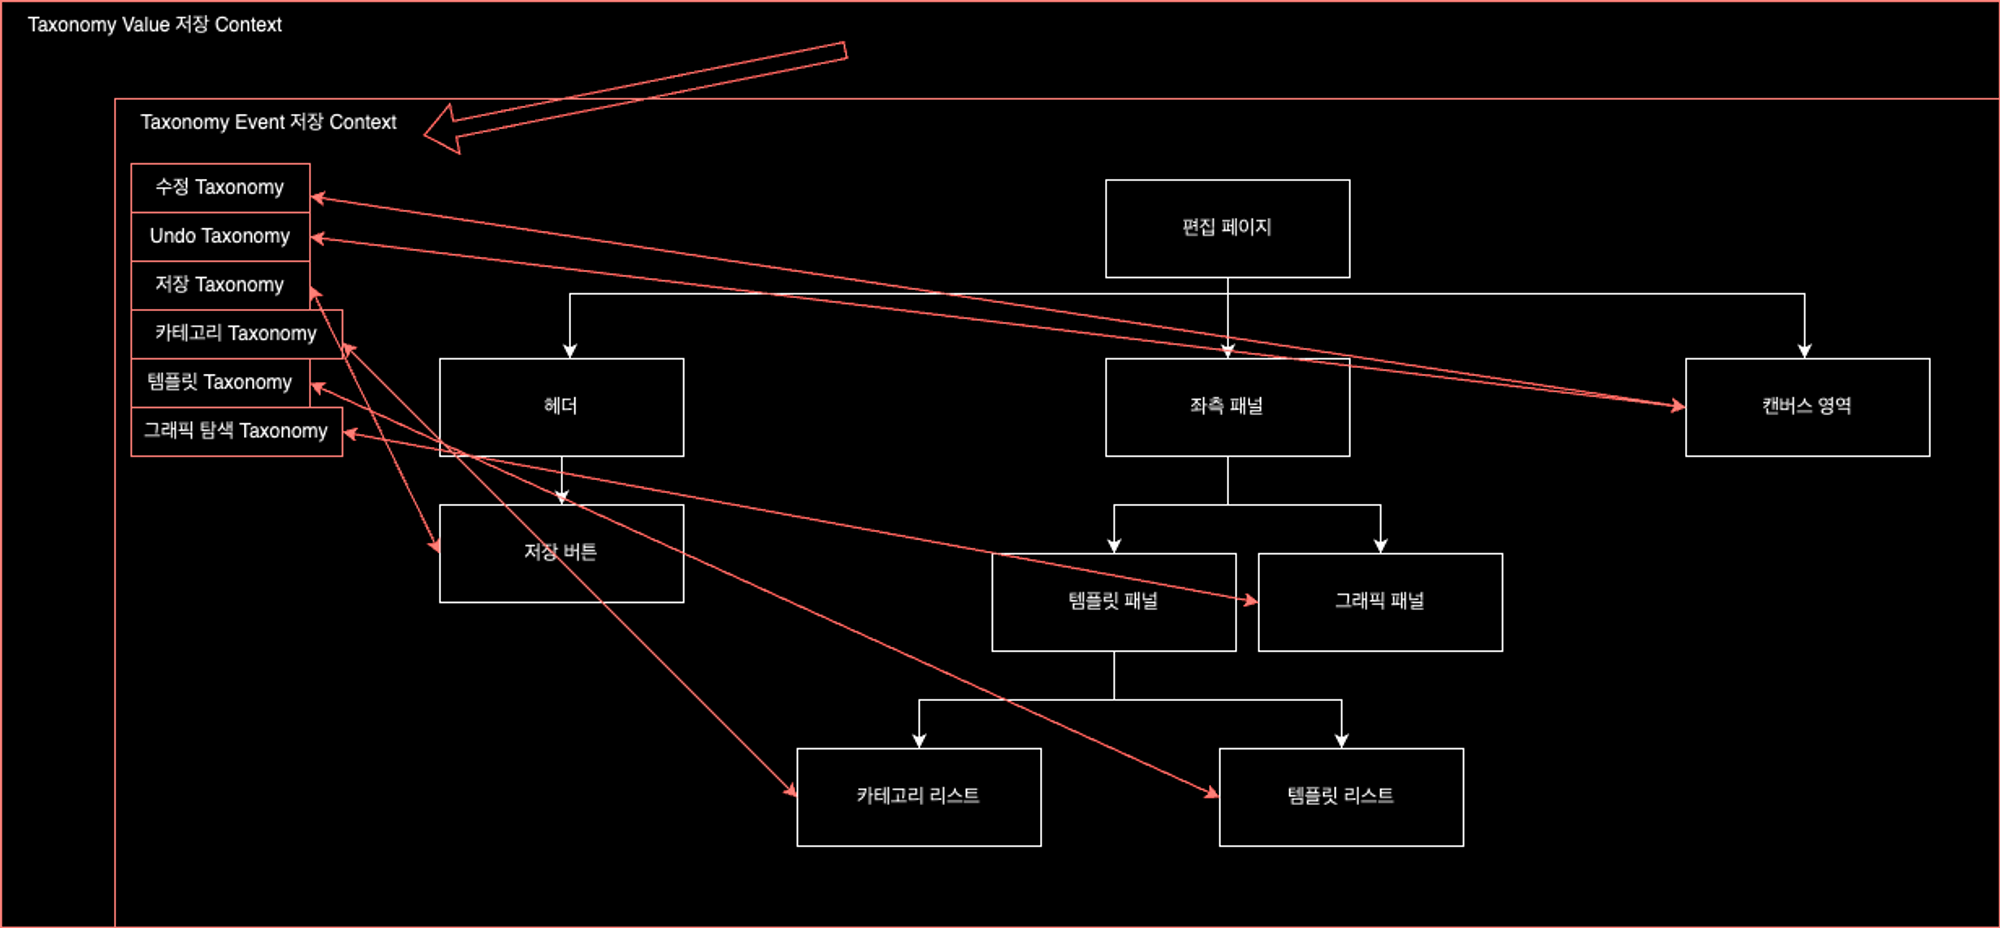 Taxonomy Value 저장 Context
Taxonomy Event 저장 Context
수정 Taxonomy
Undo Taxonomy
저장 Taxonomy
카테고리 Taxonomy
템플릿 Taxonomy
그래픽 탐색 Taxonomy
편집 페이지
헤더
좌측 패널
캔버스 영역
저장 버튼
템플릿 패널
그래픽 패널
카테고리 리스트
템플릿 리스트